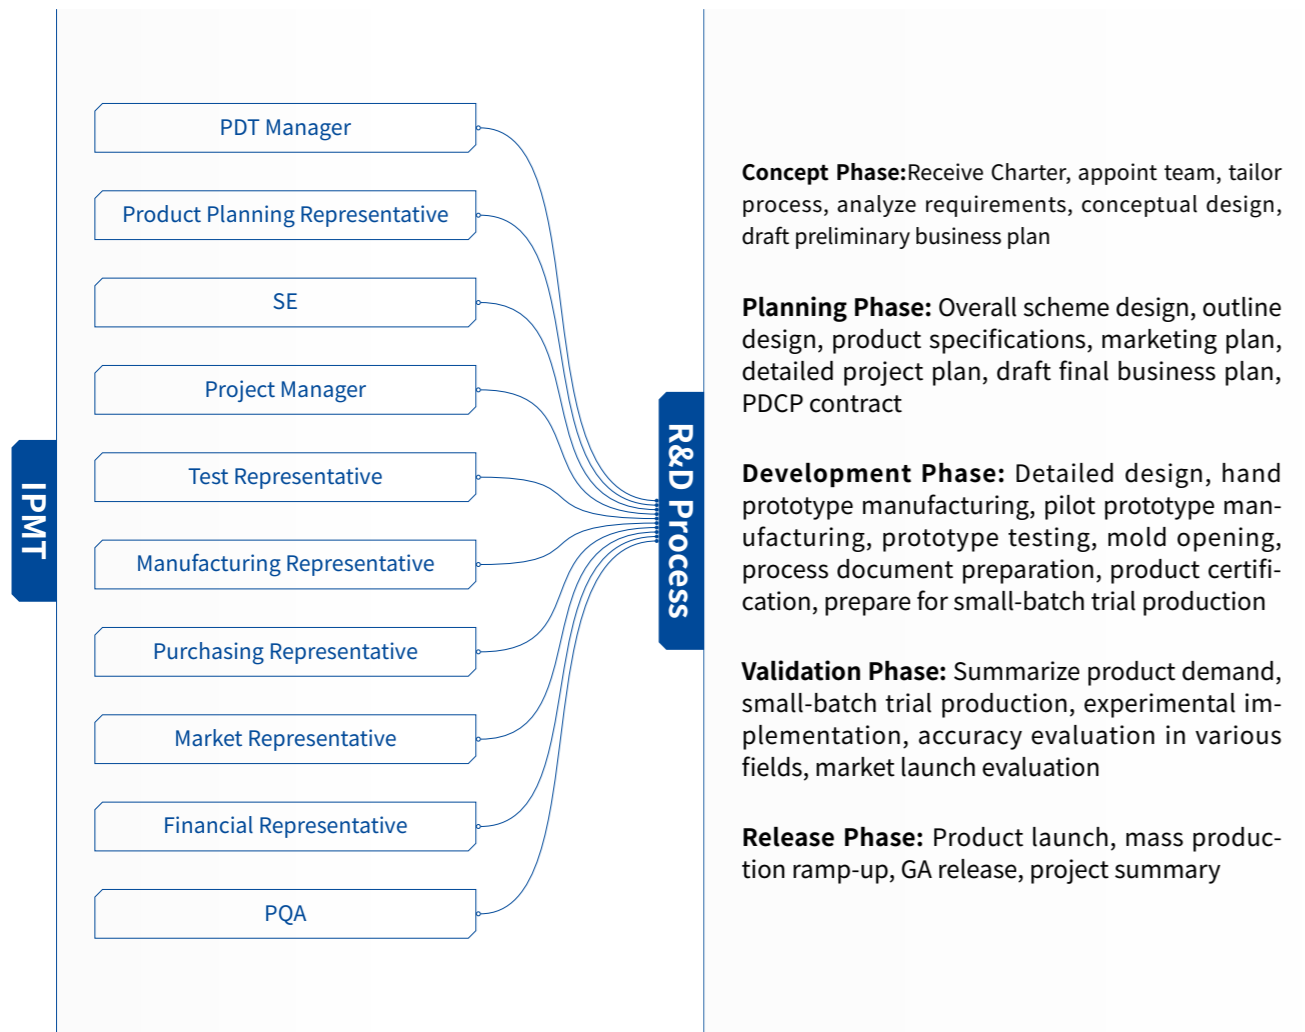 IPMT
PDT Manager
Product Planning Representative
SE
Project Manager
Test Representative
Manufacturing Representative
Purchasing Representative
Market Representative
Financial Representative
PQA
R&D Process
Concept Phase:Receive Charter, appoint team, tailor
process, analyze requirements, conceptual design,
draft preliminary business plan
Planning Phase: Overall scheme design, outline
design, product specifications, marketing plan,
detailed project plan, draft final business plan,
PDCP contract
Development Phase: Detailed design, hand
prototype manufacturing, pilot prototype man-
ufacturing, prototype testing, mold opening,
process document preparation, product certifi-
cation, prepare for small-batch trial production
Validation Phase: Summarize product demand,
small-batch trial production, experimental im-
plementation, accuracy evaluation in various
fields, market launch evaluation
Release Phase: Product launch, mass produc-
tion ramp-up, GA release, project summary